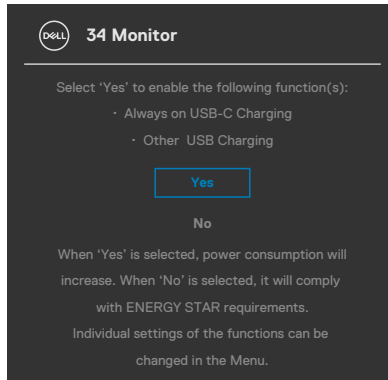 DELL
34 Monitor
Select ‘Yes’ to enable the following function(s):
· Always on USB-C Charging
· Other USB Charging
Yes
No
When ‘Yes’ is selected, power consumption will
increase. When ‘No’ is selected, it will comply
with ENERGY STAR requirements.
Individual settings of the functions can be
changed in the Menu.